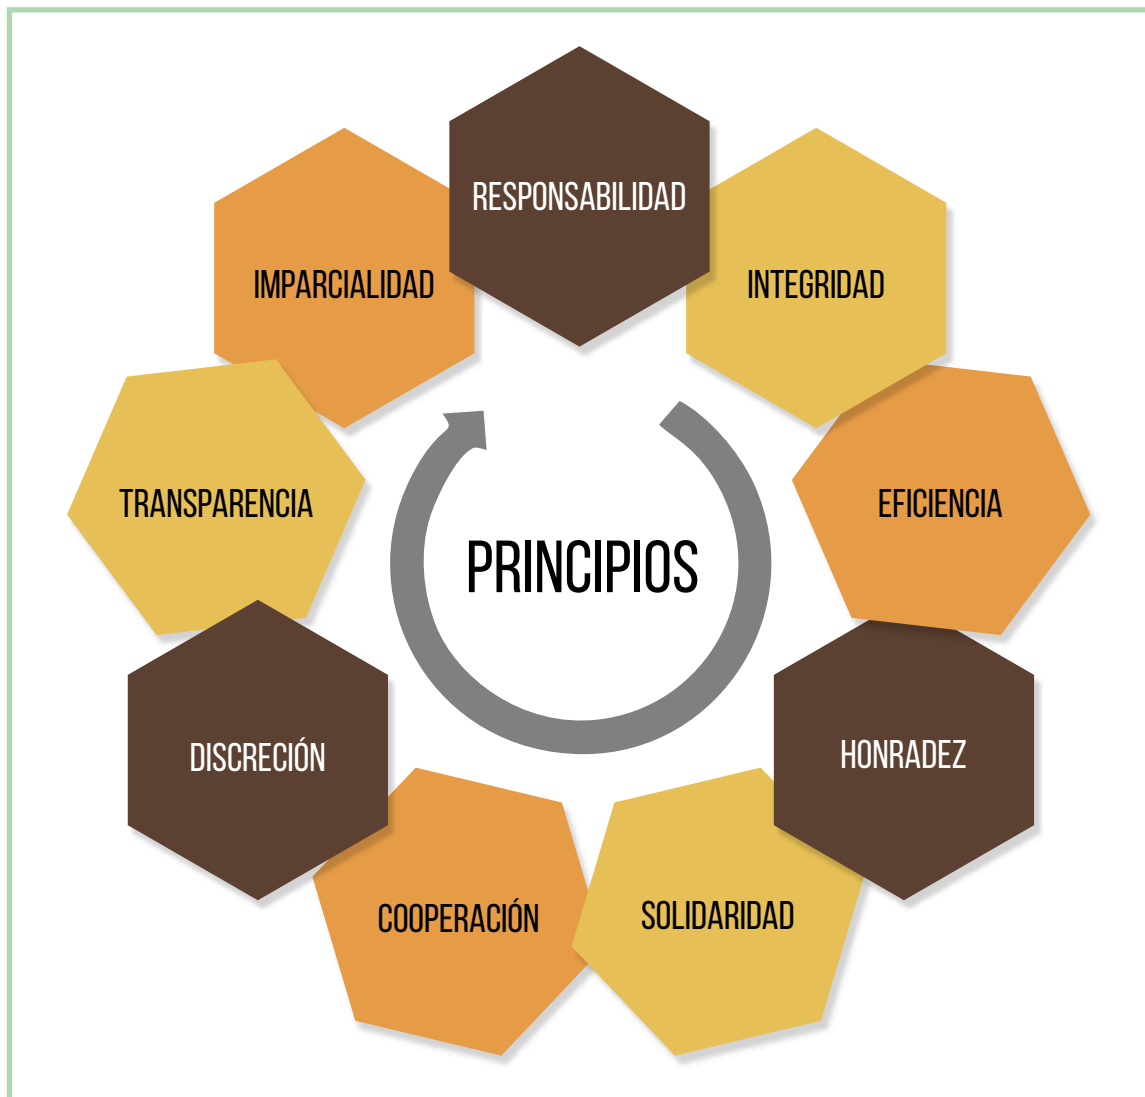 RESPONSABILIDAD
INTEGRIDAD
EFICIENCIA
HONRADEZ
SOLIDARIDAD
COOPERACIÓN
DISCRECIÓN
TRANSPARENCIA
IMPARCIALIDAD
PRINCIPIOS